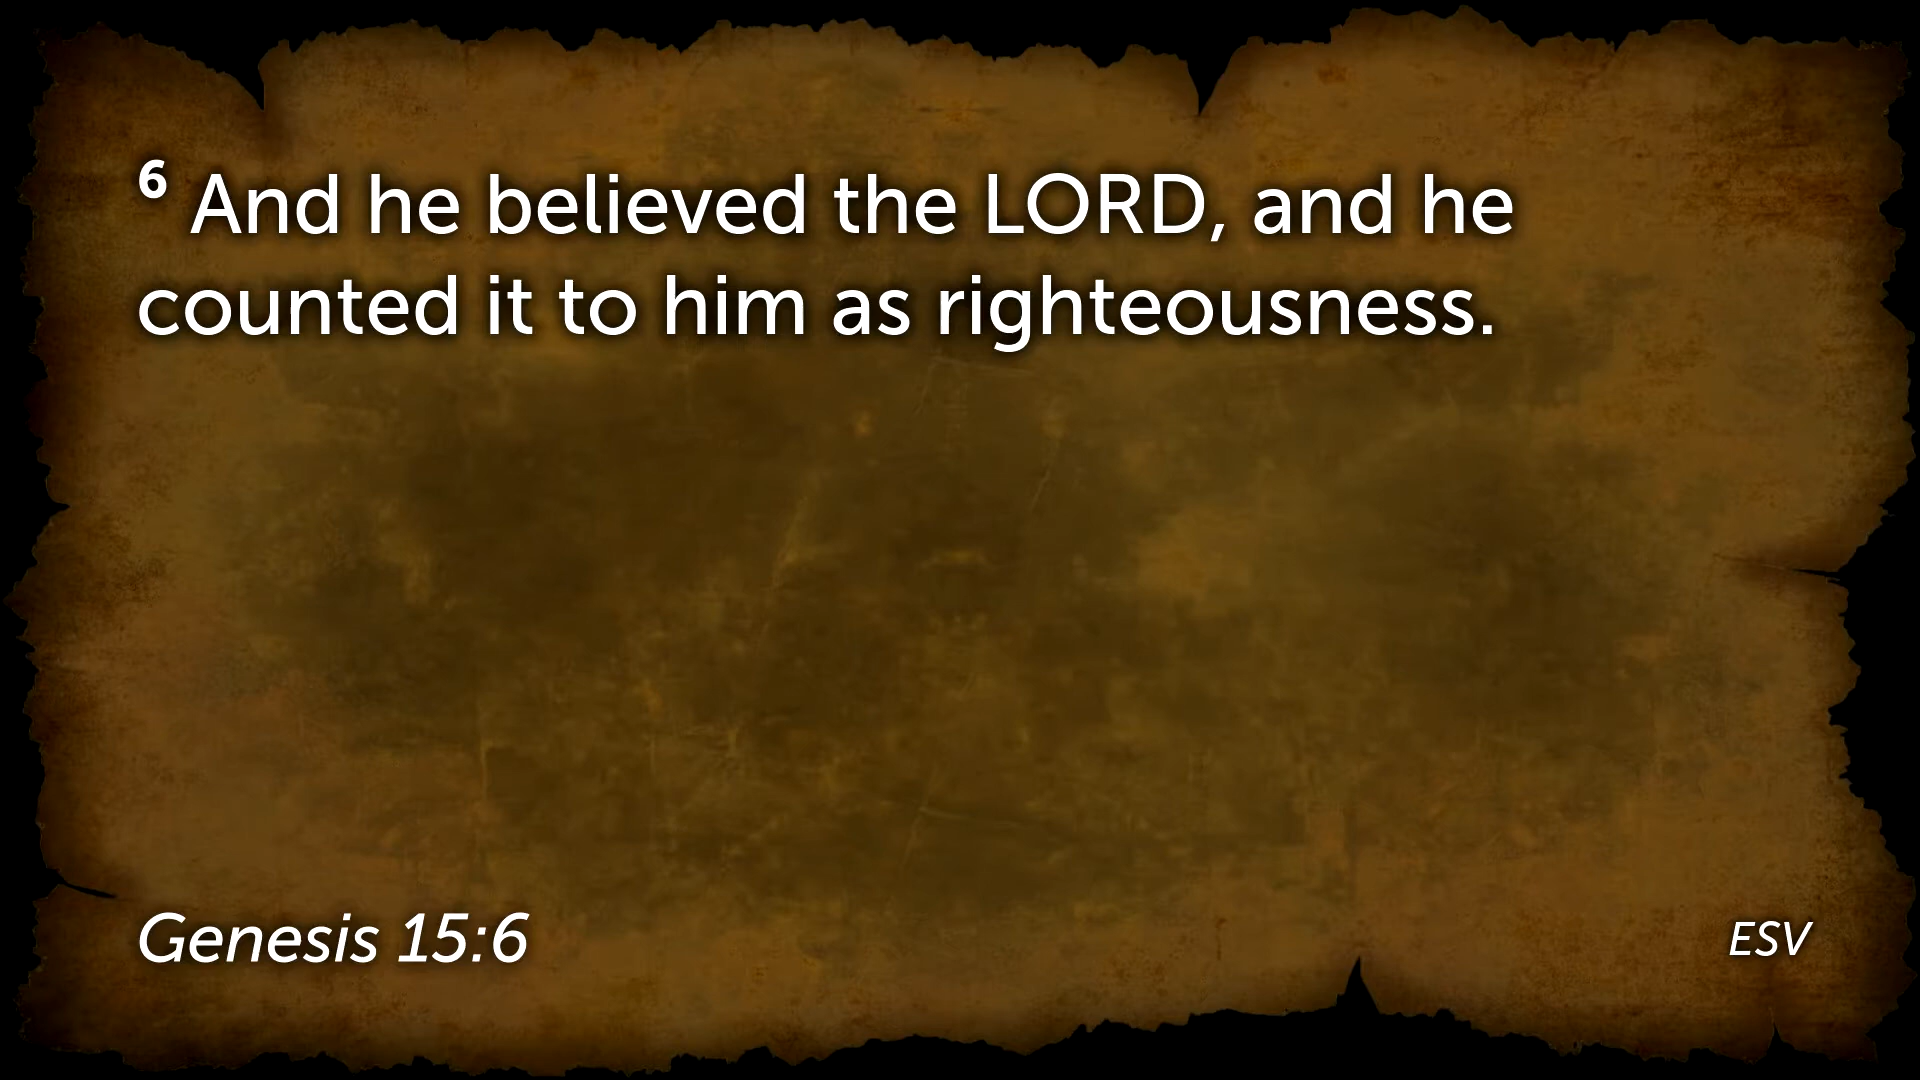 6 And he believed the LORD, and he
counted it to him as righteousness.
Genesis 15:6
ESV